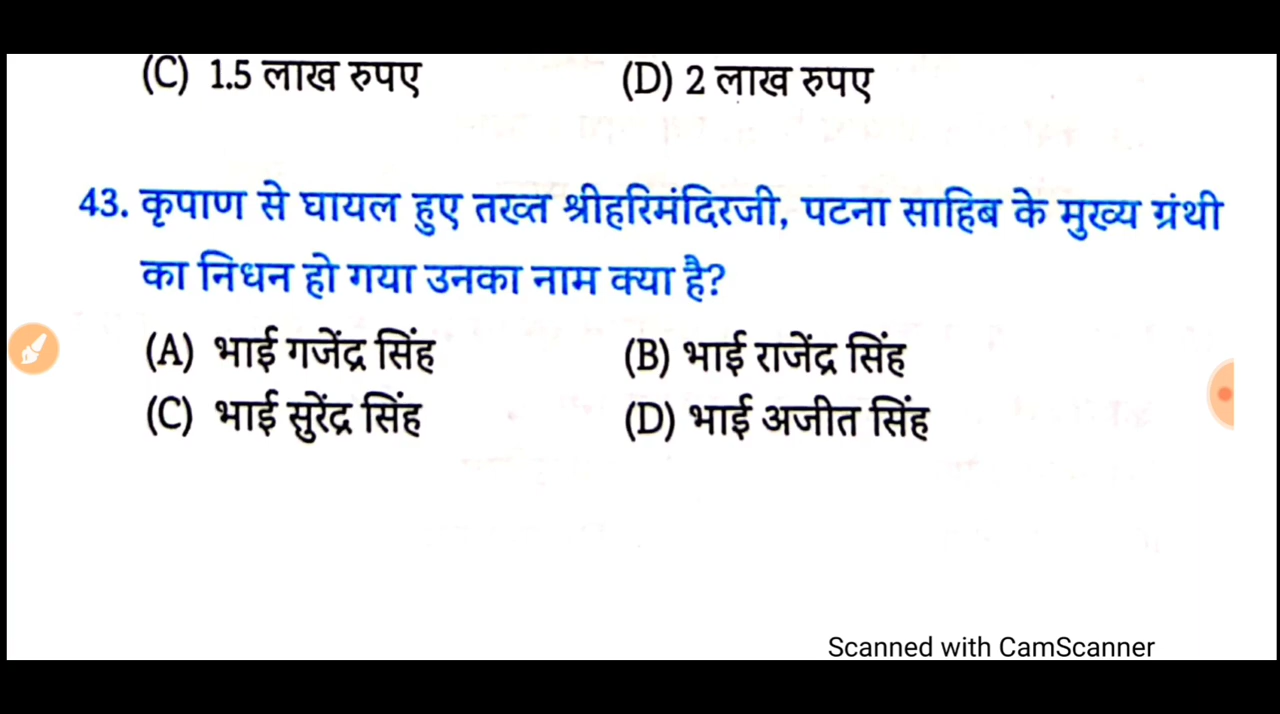 (C) 1.5 लाख रुपए (D) 2 लाख रुपए
43. कृपाण से घायल हुए तख्त श्रीहरिमंदिरजी, पटना साहिब के मुख्य ग्रंथी
का निधन हो गया उनका नाम क्या है?
(A) भाई गजेंद्र सिंह (B) भाई राजेंद्र सिंह
(C) भाई सुरेंद्र सिंह (D) भाई अजीत सिंह
Scanned with CamScanner